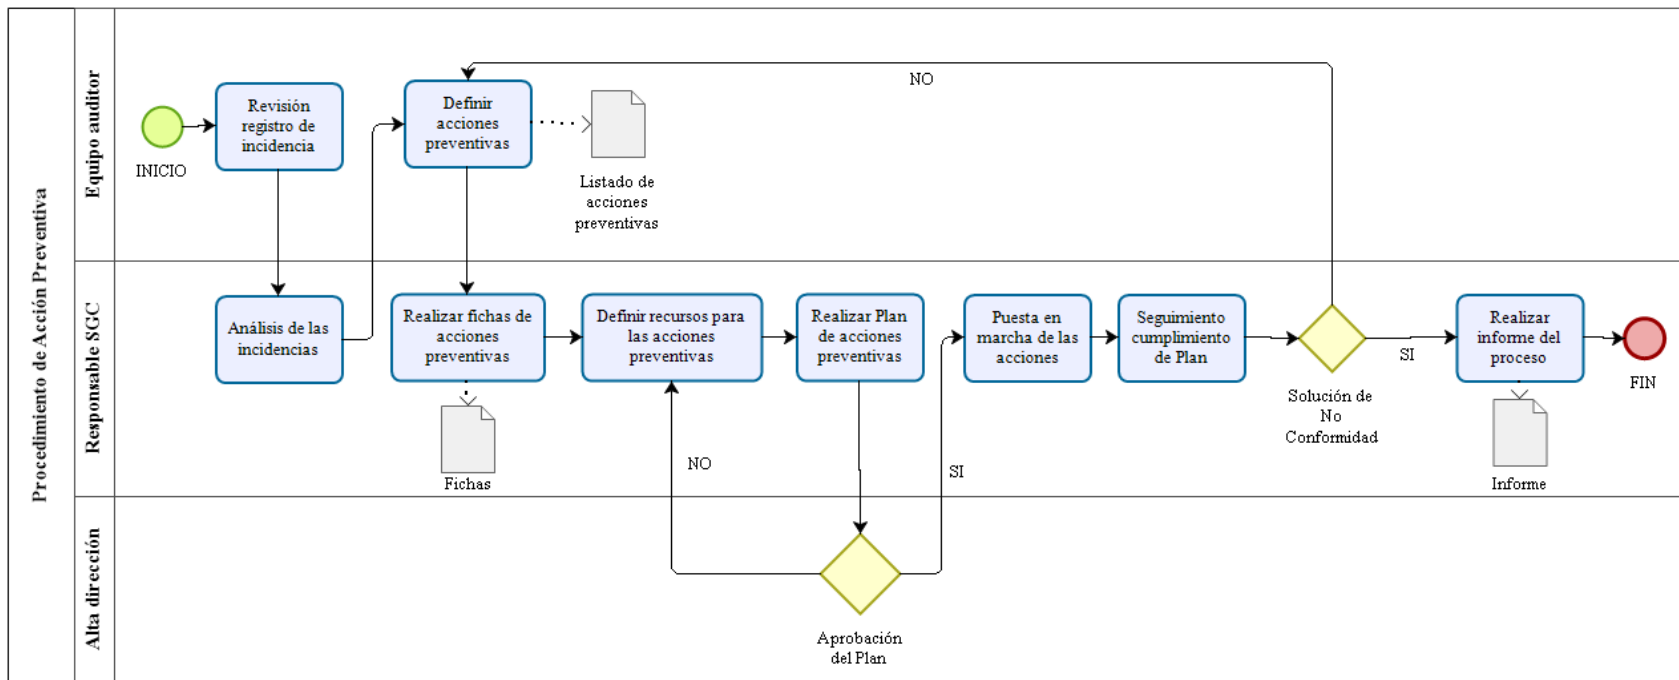 Procedimiento de Acción Preventiva
Equipo auditor
INICIO
Revisión
registro de
incidencia
Definir
acciones
preventivas
Listado de
acciones
preventivas
NO
Responsable SGC
Análisis de las
incidencias
Realizar fichas de
acciones
preventivas
Fichas
Definir recursos para
las acciones
preventivas
Realizar Plan
de acciones
preventivas
NO
SI
Puesta en
marcha de las
acciones
Seguimiento
cumplimiento
de Plan
Solución de
No
Conformidad
SI
Realizar
informe del
proceso
Informe
FIN
Alta dirección
Aprobación
del Plan